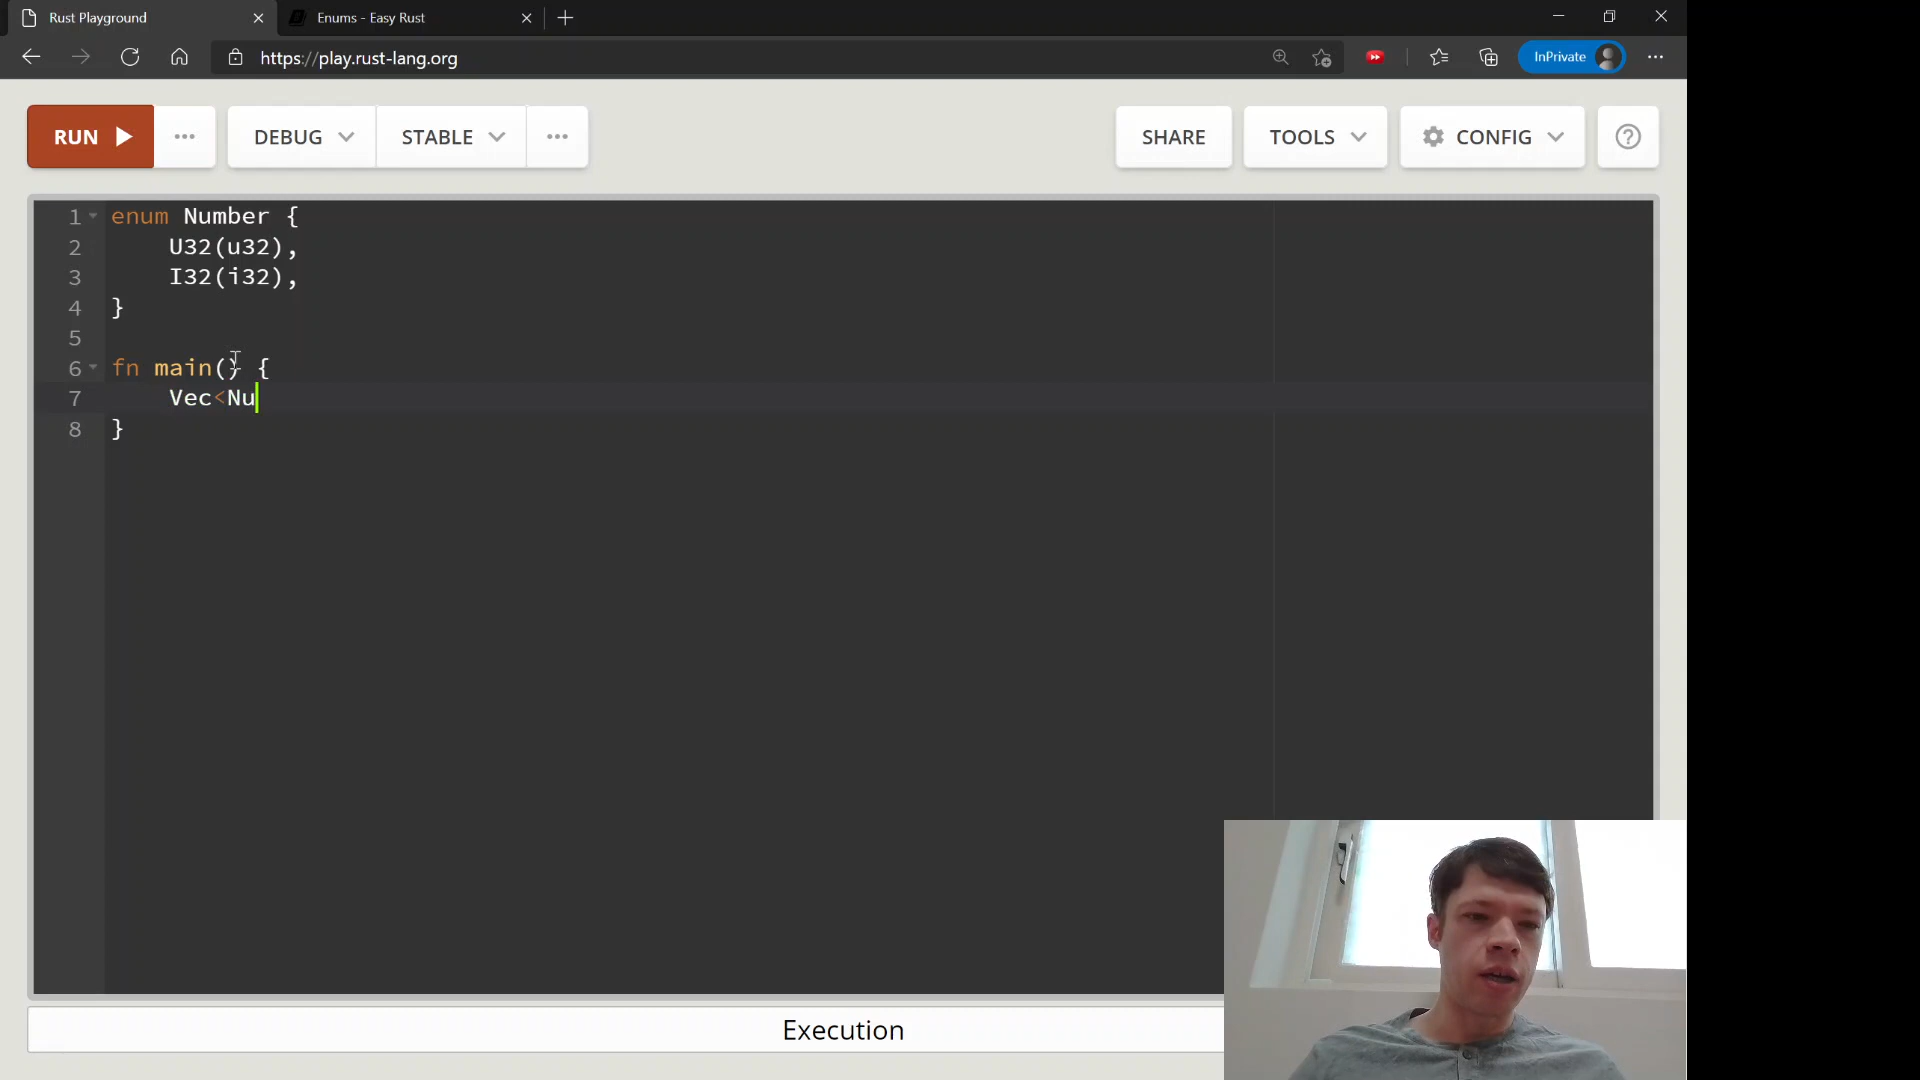 Rust Playground
Enums - Easy Rust
https://play.rust-lang.org
InPrivate
RUN
DEBUG
STABLE
SHARE
TOOLS
CONFIG
1 enum Number {
2     U32(u32),
3     I32(i32),
4 }
5
6 fn main() {
7     Vec<Nu
8 }
Execution